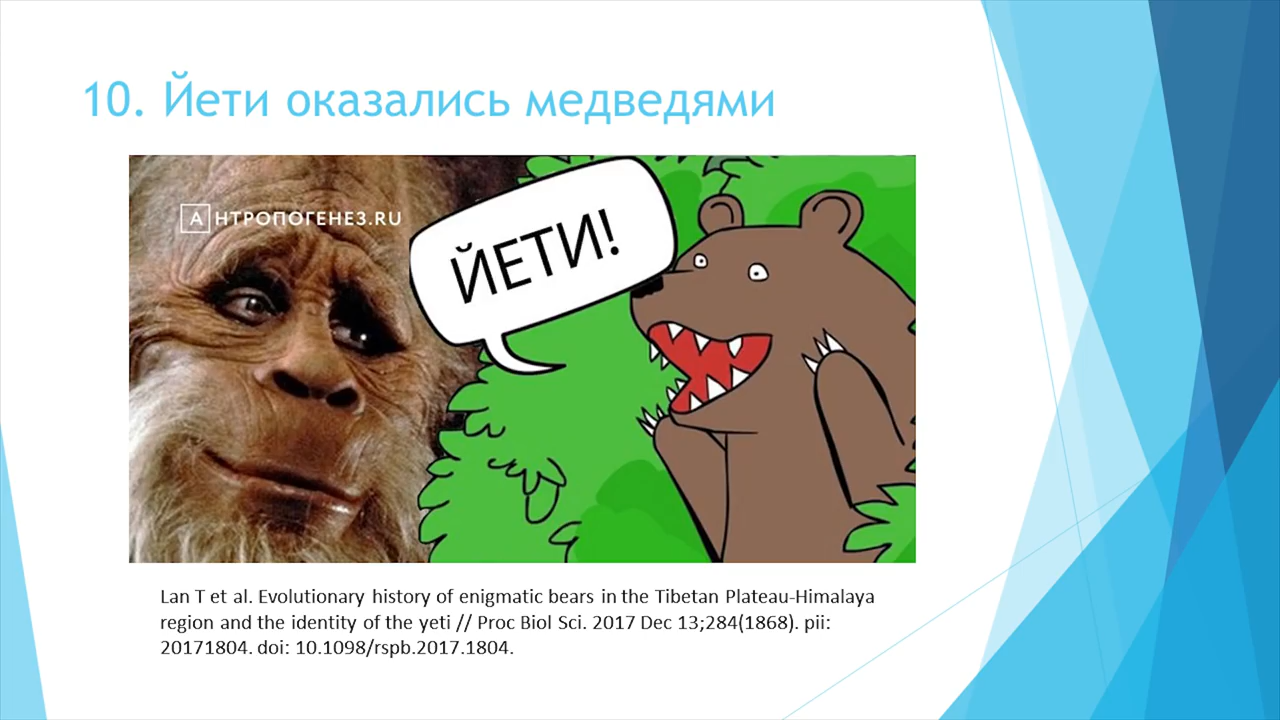 10. Йети оказались медведями
АНТРОПОГЕНЕЗ.RU
ЙЕТИ!
Lan T et al. Evolutionary history of enigmatic bears in the Tibetan Plateau-Himalaya
region and the identity of the yeti // Proc Biol Sci. 2017 Dec 13;284(1868). pii:
20171804. doi: 10.1098/rspb.2017.1804.